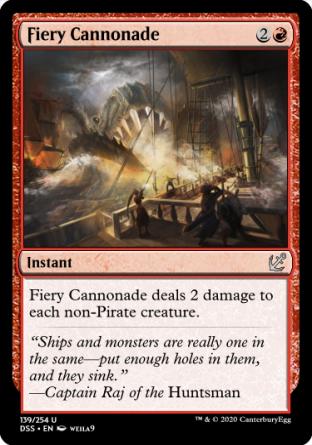 Fiery Cannonade 2
Instant
Fiery Cannonade deals 2 damage to
each non-Pirate creature.
“Ships and monsters are really one in
the same—put enough holes in them,
and they sink.”
—Captain Raj of the Huntsman
139/254 U
DSS • EN WEILA9
™ & © 2020 CanterburyEgg